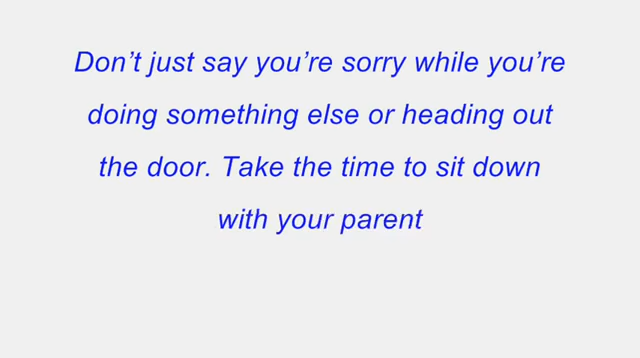 Don’t just say you’re sorry while you’re
doing something else or heading out
the door. Take the time to sit down
with your parent